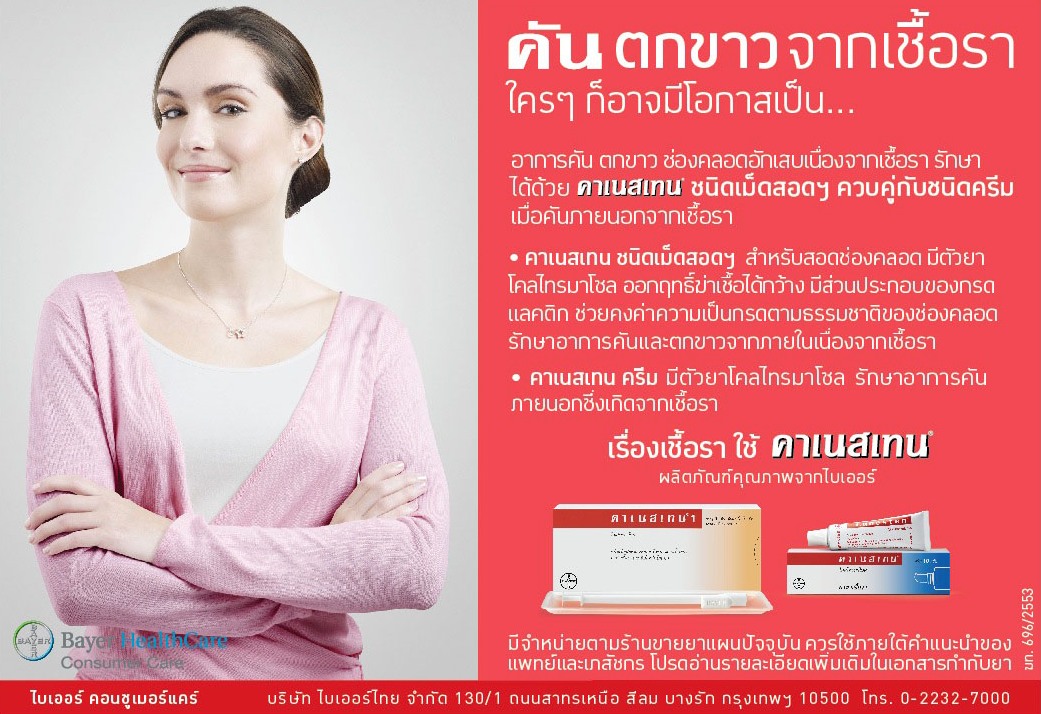 คัน ตกขาว จากเชื้อรา
ใครๆ ก็อาจมีโอกาสเป็น...
อาการคัน ตกขาว ช่องคลอดอักเสบเนื่องจากเชื้อรา รักษา
ได้ด้วย คาเนสเทน® ชนิดเม็ดสอดฯ ควบคู่กับชนิดครีม
เมื่อคันภายนอกจากเชื้อรา
• คาเนสเทน ชนิดเม็ดสอดฯ สำหรับสอดช่องคลอด มีตัวยา
โคลไทรมาโซล ออกฤทธิ์ฆ่าเชื้อได้กว้าง มีส่วนประกอบของกรด
แลคติก ช่วยคงค่าความเป็นกรดตามธรรมชาติของช่องคลอด
รักษาอาการคันและตกขาวจากภายในเนื่องจากเชื้อรา
• คาเนสเทน ครีม มีตัวยาโคลไทรมาโซล รักษาอาการคัน
ภายนอกซึ่งเกิดจากเชื้อรา
เรื่องเชื้อรา ใช้ คาเนสเทน®
ผลิตภัณฑ์คุณภาพจากไบเออร์
คาเนสเทน® 1
คาเนสเทน®
มีจำหน่ายตามร้านขายยาแผนปัจจุบัน ควรใช้ภายใต้คำแนะนำของ
แพทย์และเภสัชกร โปรดอ่านรายละเอียดเพิ่มเติมในเอกสารกำกับยา
ฆท. 696/2553
BAYER
Bayer HealthCare
Consumer Care
ไบเออร์ คอนซูเมอร์แคร์ บริษัท ไบเออร์ไทย จำกัด 130/1 ถนนสาทรเหนือ สีลม บางรัก กรุงเทพฯ 10500 โทร. 0-2232-7000